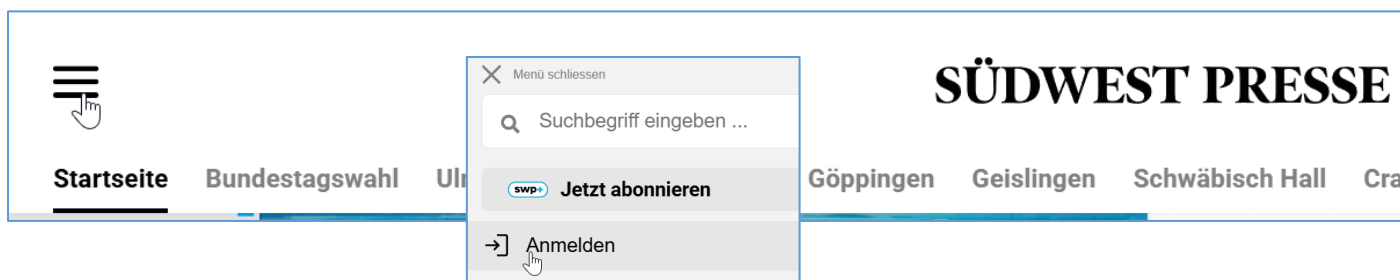 SÜDWEST PRESSE
Startseite Bundestagswahl Göppingen Geislingen Schwäbisch Hall
Menü schliessen
Suchbegriff eingeben ...
swp+ Jetzt abonnieren
Anmelden